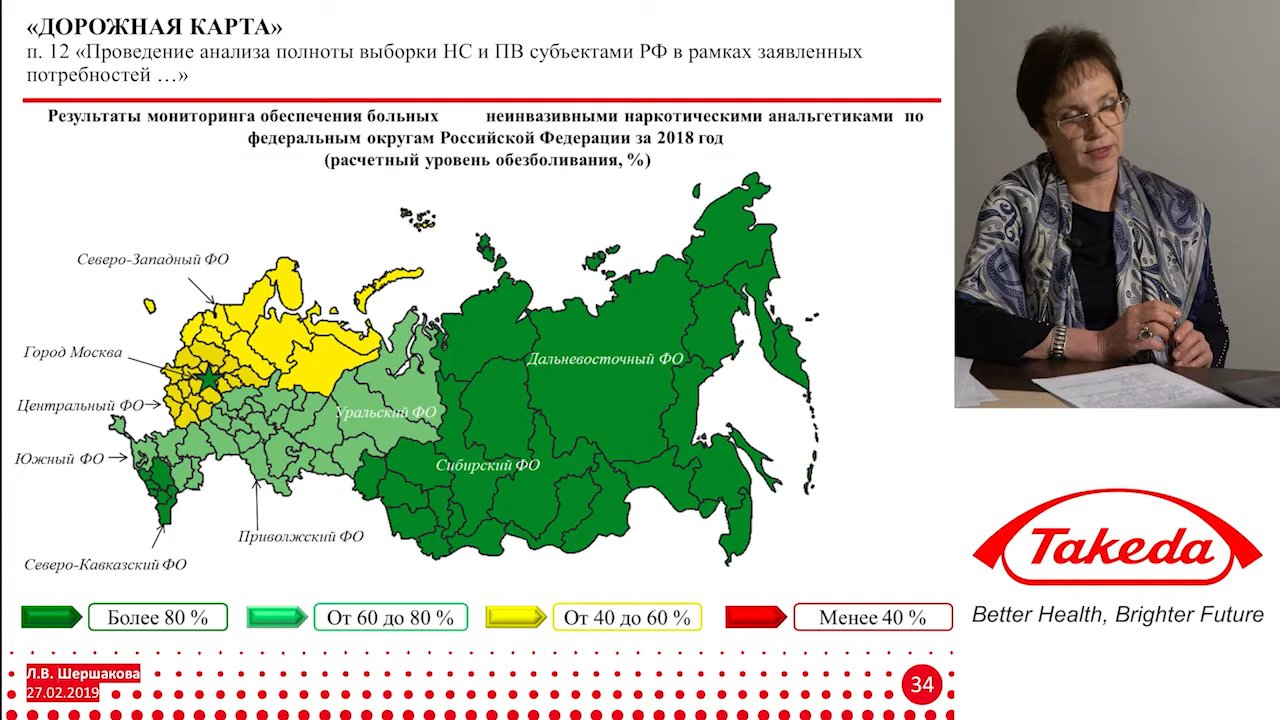 «ДОРОЖНАЯ КАРТА»
п. 12 «Проведение анализа полноты выборки НС и ПВ субъектами РФ в рамках заявленных
потребностей …»
Результаты мониторинга обеспечения больных неинвазивными наркотическими анальгетиками по
федеральным округам Российской Федерации за 2018 год
(расчетный уровень обезболивания, %)
Северо-Западный ФО
Город Москва
Дальневосточный ФО
Центральный ФО
Уральский ФО
Южный ФО
Сибирский ФО
Приволжский ФО
Северо-Кавказский ФО
Более 80 %
От 60 до 80 %
От 40 до 60 %
Менее 40 %
Л.В. Шершакова
27.02.2019
34
Takeda
Better Health, Brighter Future